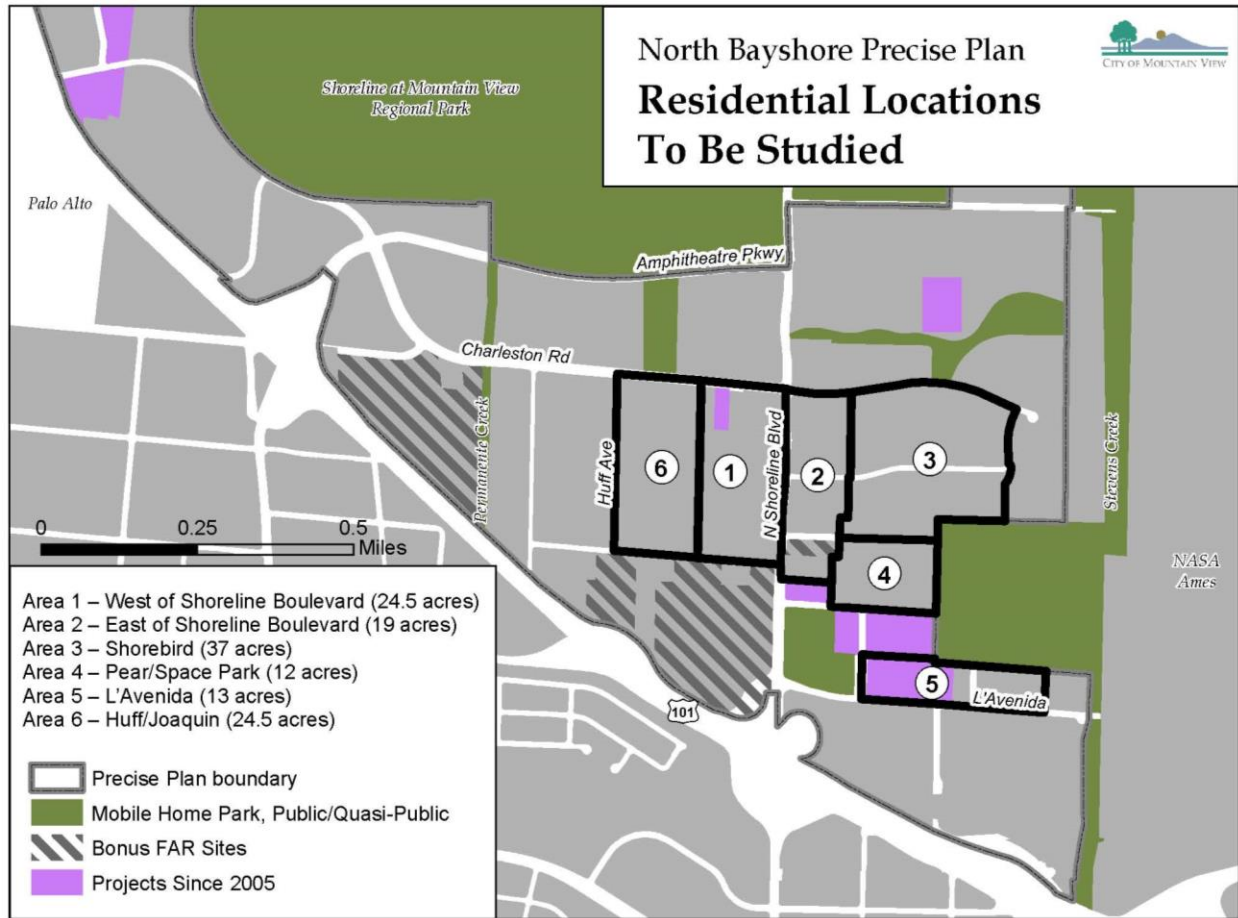 North Bayshore Precise Plan
Residential Locations
To Be Studied
CITY OF MOUNTAIN VIEW
Shoreline at Mountain View
Regional Park
Palo Alto
Amphitheatre Pkwy
Charleston Rd
Permanente Creek
Huff Ave
N Shoreline Blvd
Stevens Creek
NASA
Ames
6
1
2
3
4
5
L'Avenida
101
0 0.25 0.5
Miles
Area 1 – West of Shoreline Boulevard (24.5 acres)
Area 2 – East of Shoreline Boulevard (19 acres)
Area 3 – Shorebird (37 acres)
Area 4 – Pear/Space Park (12 acres)
Area 5 – L'Avenida (13 acres)
Area 6 – Huff/Joaquin (24.5 acres)
Precise Plan boundary
Mobile Home Park, Public/Quasi-Public
Bonus FAR Sites
Projects Since 2005